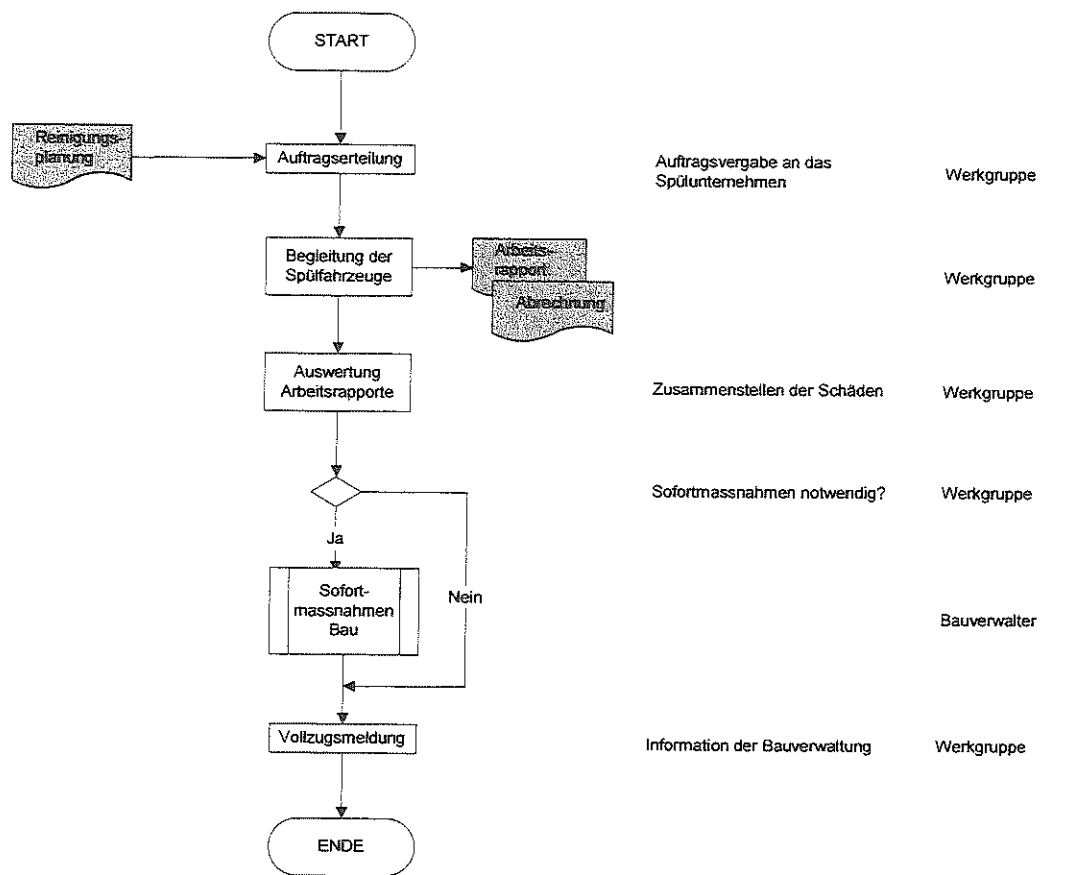 START
Reinigungs-
planung
Auftragserteilung
Auftragsvergabe an das
Spülunternehmen
Werkgruppe
Begleitung der
Spülfahrzeuge
Arbeits-
rapport
Abrechnung
Werkgruppe
Auswertung
Arbeitsrapporte
Zusammenstellen der Schäden
Werkgruppe
Sofortmassnahmen notwendig?
Werkgruppe
Ja
Nein
Sofort-
massnahmen
Bau
Bauverwalter
Vollzugsmeldung
Information der Bauverwaltung
Werkgruppe
ENDE